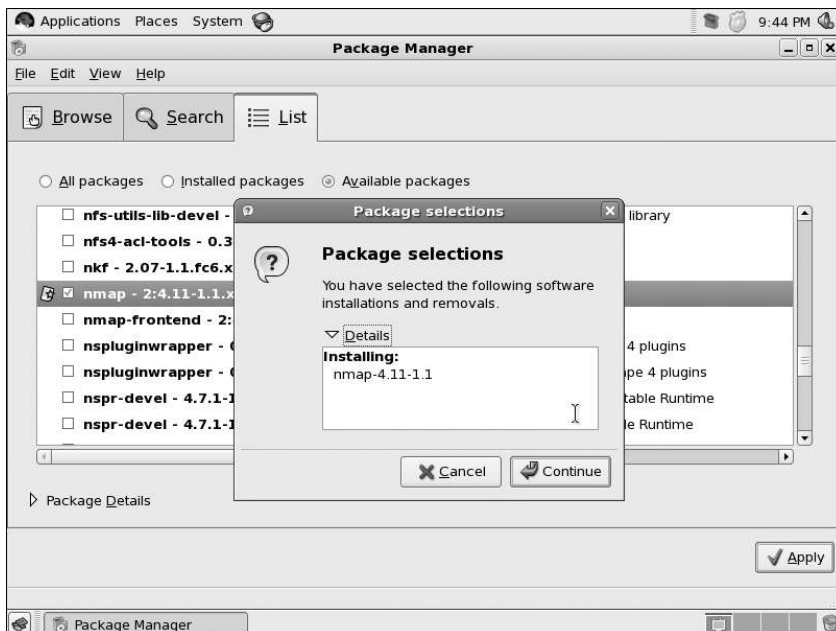 Applications Places System 9:44 PM
Package Manager
File Edit View Help
Browse Search List
All packages Installed packages Available packages
nfs-utils-lib-devel - library
nfs4-acl-tools - 0.3
nkf - 2.07-1.1.fc6.x
nmap - 2:4.11-1.1.x
nmap-frontend - 2:
nspluginwrapper - 4 plugins
nspluginwrapper - pe 4 plugins
nspr-devel - 4.7.1-1 table Runtime
nspr-devel - 4.7.1-1 le Runtime
Package selections
Package selections
You have selected the following software
installations and removals.
Details
Installing:
nmap-4.11-1.1
Cancel Continue
Package Details
Apply
Package Manager